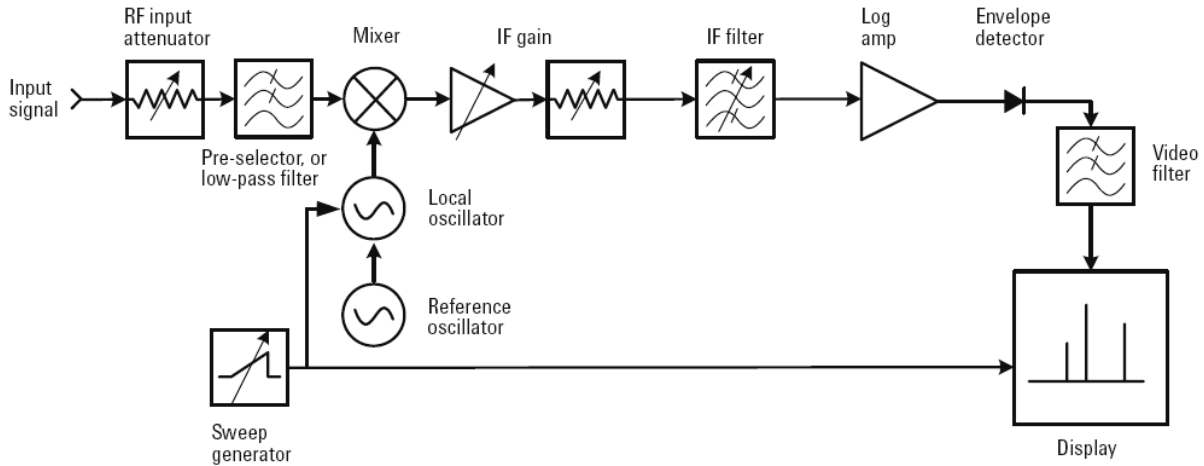 RF input
attenuator
Mixer
IF gain
IF filter
Log
amp
Envelope
detector
Input
signal
Pre-selector, or
low-pass filter
Video
filter
Local
oscillator
Reference
oscillator
Sweep
generator
Display